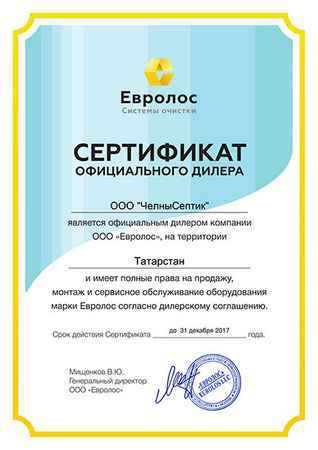 Евролос
Системы очистки
СЕРТИФИКАТ
ОФИЦИАЛЬНОГО ДИЛЕРА
ООО "ЧелныСептик"
является официальным дилером компании
ООО «Евролос», на территории
Татарстан
и имеет полные права на продажу,
монтаж и сервисное обслуживание оборудования
марки Евролос согласно дилерскому соглашению.
Срок действия Сертификата до 31 декабря 2017 года.
Мищенков В.Ю.
Генеральный директор
ООО «Евролос»
«ЕВРОЛОС»
EUROLOS LLC